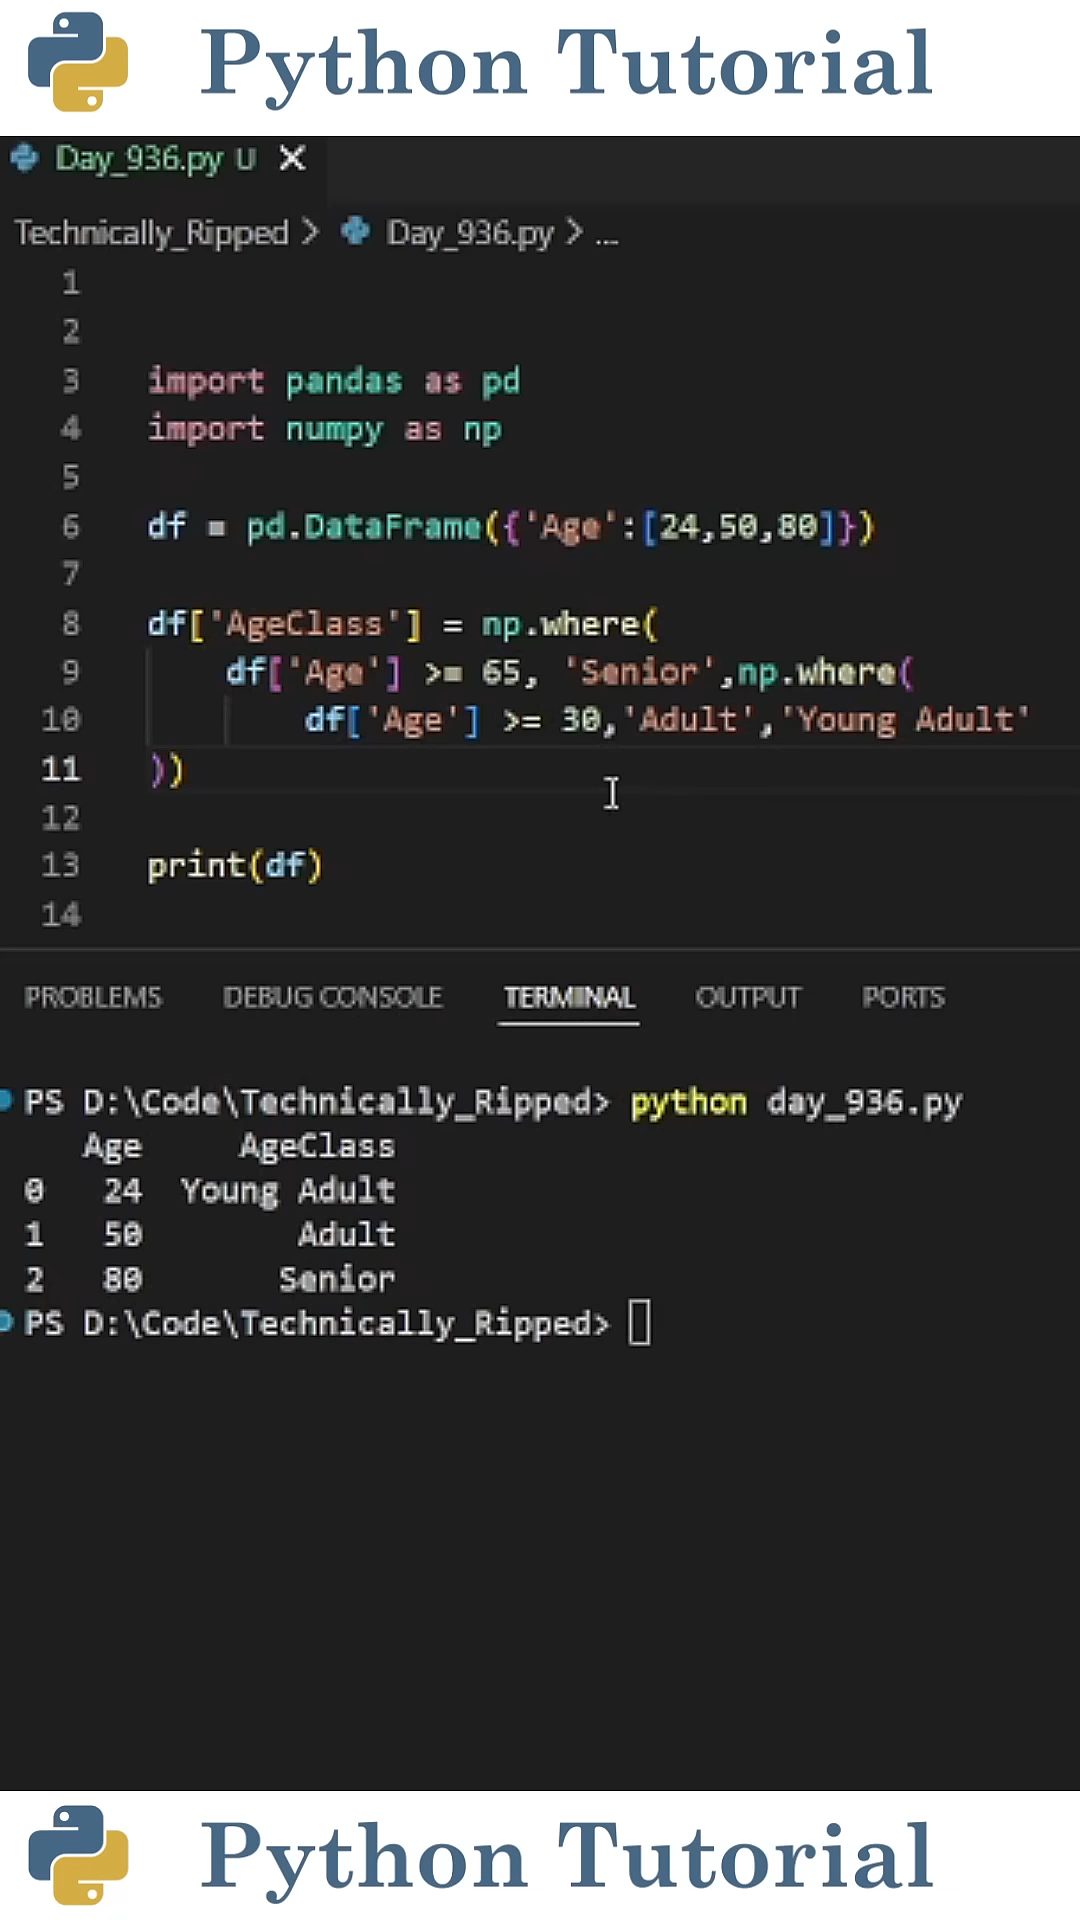 Python Tutorial
Day_936.py U
Technically_Ripped > Day_936.py > ...
1
2
3 import pandas as pd
4 import numpy as np
5
6 df = pd.DataFrame({'Age':[24,50,80]})
7
8 df['AgeClass'] = np.where(
9 df['Age'] >= 65, 'Senior',np.where(
10 df['Age'] >= 30,'Adult','Young Adult'
11 ))
12
13 print(df)
14
PROBLEMS DEBUG CONSOLE TERMINAL OUTPUT PORTS
PS D:\Code\Technically_Ripped> python day_936.py
Age AgeClass
0 24 Young Adult
1 50 Adult
2 80 Senior
PS D:\Code\Technically_Ripped>
Python Tutorial